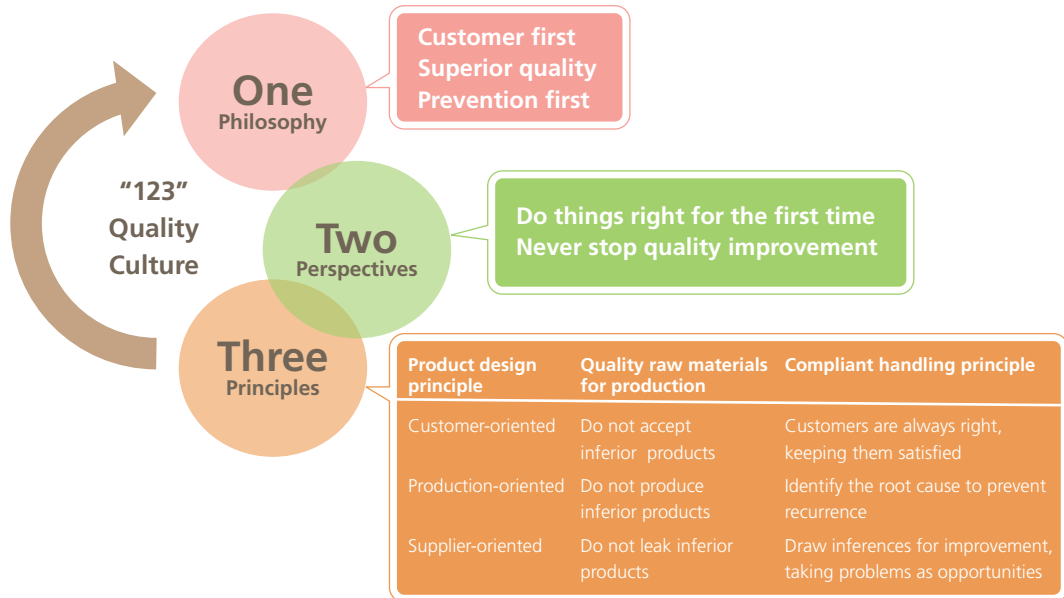 “123”
Quality
Culture
One
Philosophy
Customer first
Superior quality
Prevention first
Two
Perspectives
Do things right for the first time
Never stop quality improvement
Three
Principles
Product design
principle
Quality raw materials
for production
Compliant handling principle
Customer-oriented
Do not accept
inferior products
Customers are always right,
keeping them satisfied
Production-oriented
Do not produce
inferior products
Identify the root cause to prevent
recurrence
Supplier-oriented
Do not leak inferior
products
Draw inferences for improvement,
taking problems as opportunities